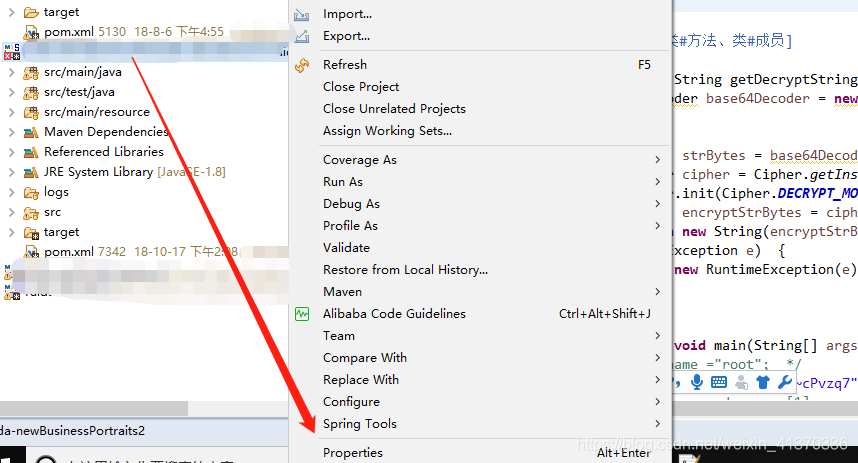 target
pom.xml 5130 18-8-6 下午4:55
src/main/java
src/test/java
src/main/resource
Maven Dependencies
Referenced Libraries
JRE System Library [JavaSE-1.8]
logs
src
target
pom.xml 7342 18-10-17 下午2:08
da-newBusinessPortraits2
Import...
Export...
Refresh F5
Close Project
Close Unrelated Projects
Assign Working Sets...
Coverage As
Run As
Debug As
Profile As
Validate
Restore from Local History...
Maven
Alibaba Code Guidelines Ctrl+Alt+Shift+J
Team
Compare With
Replace With
Configure
Spring Tools
Properties Alt+Enter
类#方法、类#成员]
String getDecryptString
oder base64Decoder = new
strBytes = base64Decod
cipher = Cipher.getIns
.init(Cipher.DECRYPT_MO
encryptStrBytes = ciph
new String(encryptStrB
Exception e) {
new RuntimeException(e)
void main(String[] args
name ="root"; */
~cPvzq7"
https://blog.csdn.net/weixin_41370336